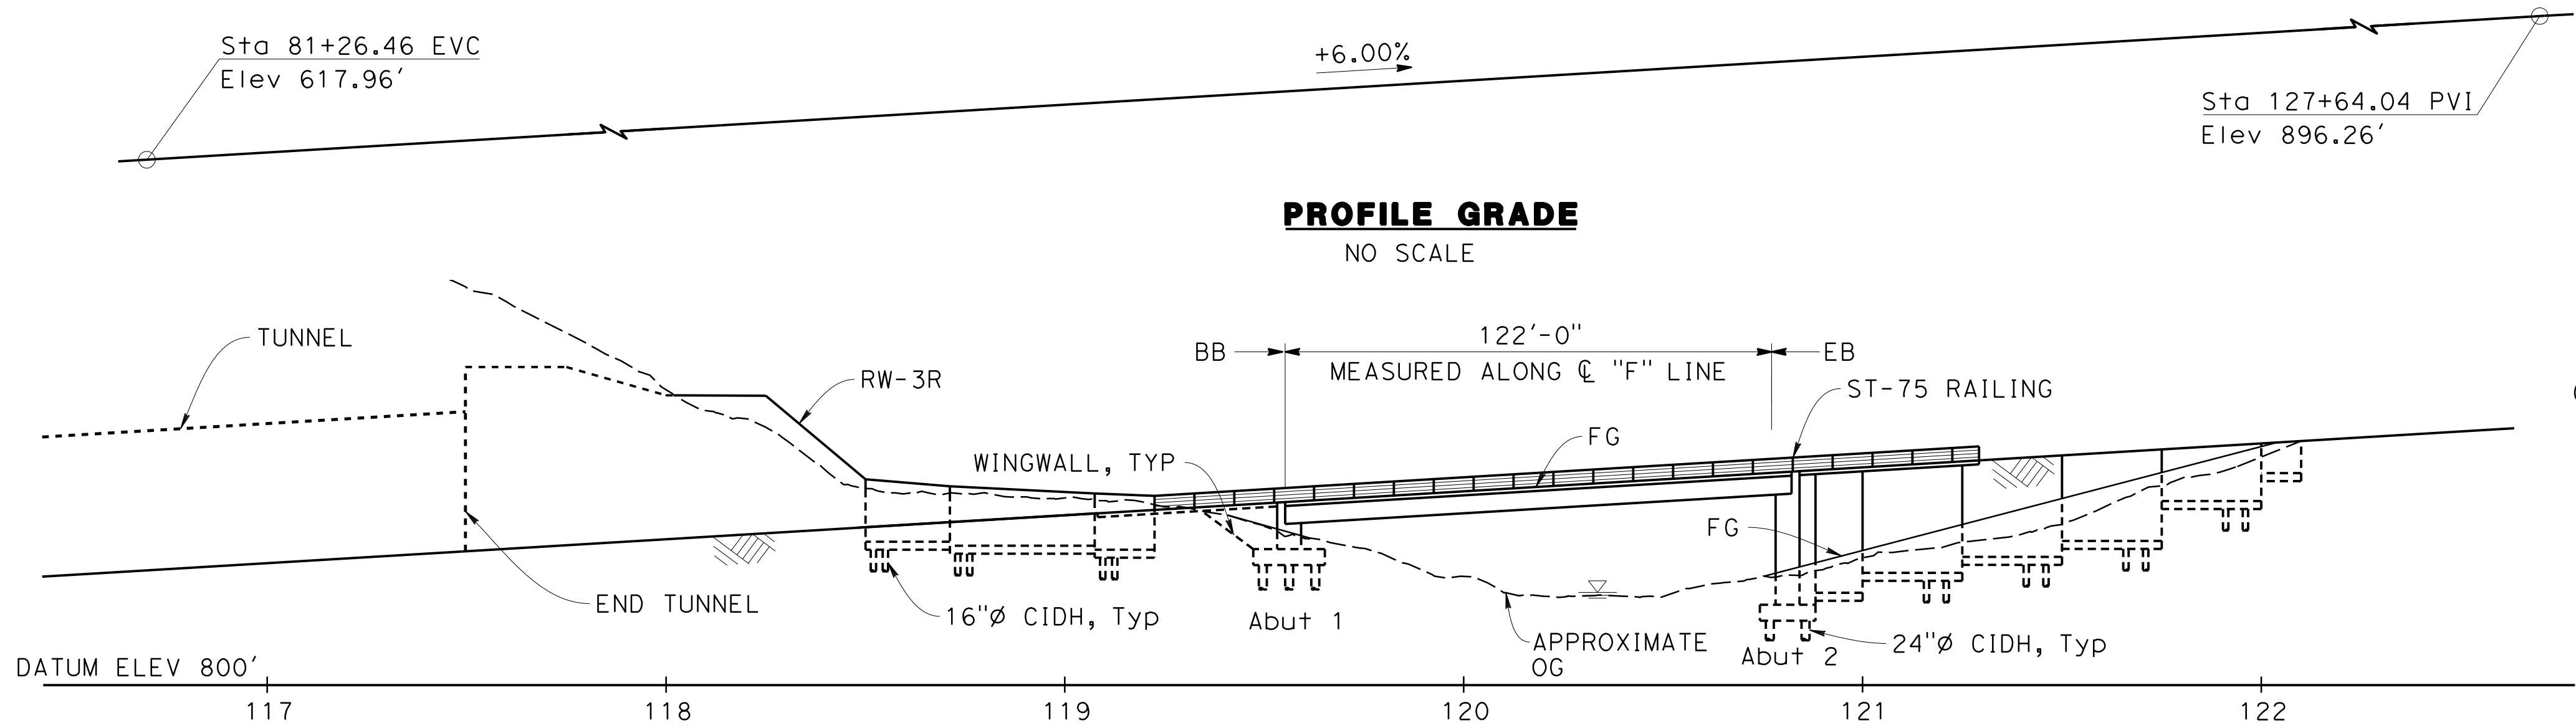 Sta 81+26.46 EVC
Elev 617.96′
+6.00%
Sta 127+64.04 PVI
Elev 896.26′
PROFILE GRADE
NO SCALE
TUNNEL
RW-3R
122′-0"
BB
EB
MEASURED ALONG ℄ "F" LINE
ST-75 RAILING
FG
WINGWALL, TYP
FG
END TUNNEL
16"Ø CIDH, Typ
Abut 1
APPROXIMATE
OG
Abut 2
24"Ø CIDH, Typ
DATUM ELEV 800′
117
118
119
120
121
122